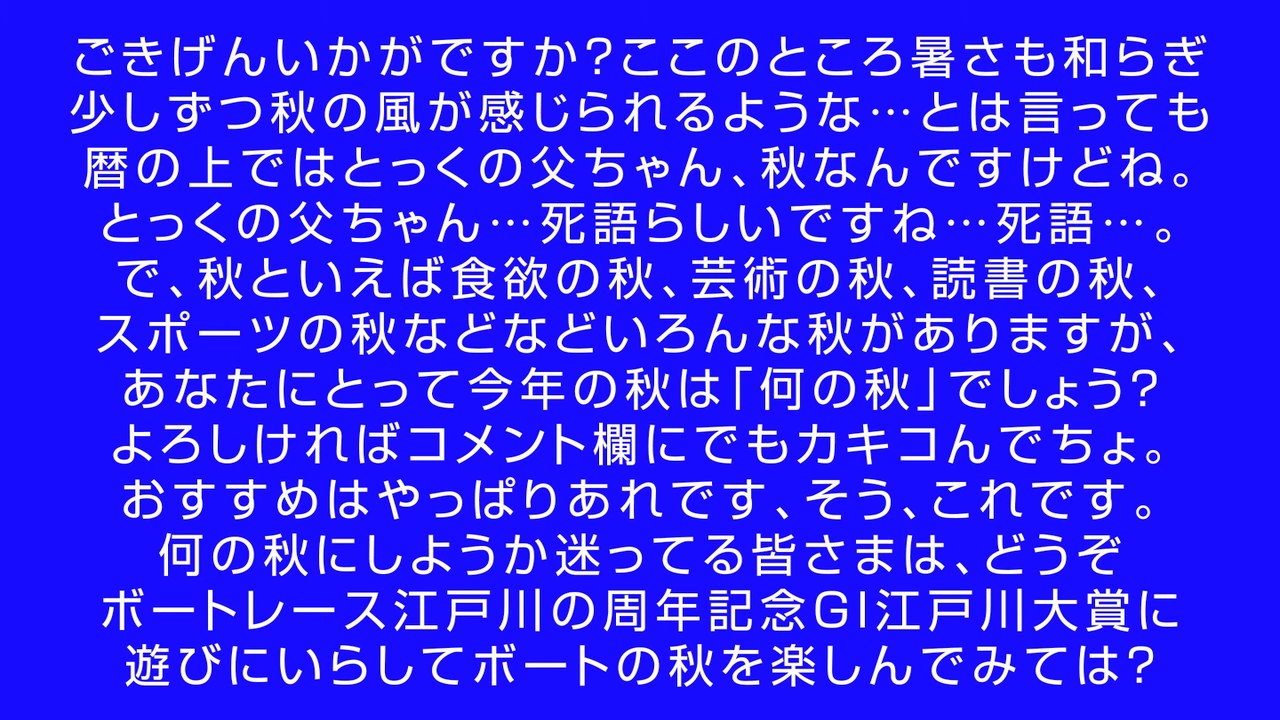 ごきげんいかがですか?ここのところ暑さも和らぎ
少しずつ秋の風が感じられるような…とは言っても
暦の上ではとっくの父ちゃん、秋なんですけどね。
とっくの父ちゃん…死語らしいですね…死語…。
で、秋といえば食欲の秋、芸術の秋、読書の秋、
スポーツの秋などなどいろんな秋がありますが、
あなたにとって今年の秋は「何の秋」でしょう?
よろしければコメント欄にでもカキコんでちょ。
おすすめはやっぱりあれです、そう、これです。
何の秋にしようか迷ってる皆さまは、どうぞ
ボートレース江戸川の周年記念GI江戸川大賞に
遊びにいらしてボートの秋を楽しんでみては?